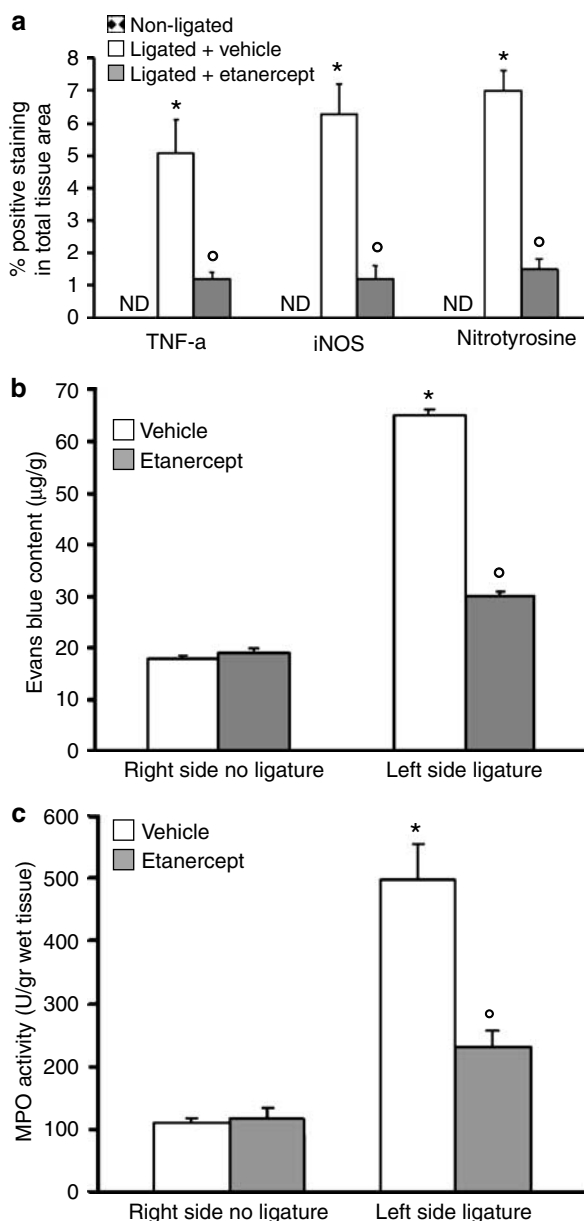 a
Non-ligated
Ligated + vehicle
Ligated + etanercept
% positive staining
in total tissue area
8
7
6
5
4
3
2
1
0
*
*
*
ND
ND
ND
TNF-a
iNOS
Nitrotyrosine
b
Vehicle
Etanercept
Evans blue content (µg/g)
70
60
50
40
30
20
10
0
*
Right side no ligature
Left side ligature
c
Vehicle
Etanercept
MPO activity (U/gr wet tissue)
600
500
400
300
200
100
0
*
Right side no ligature
Left side ligature